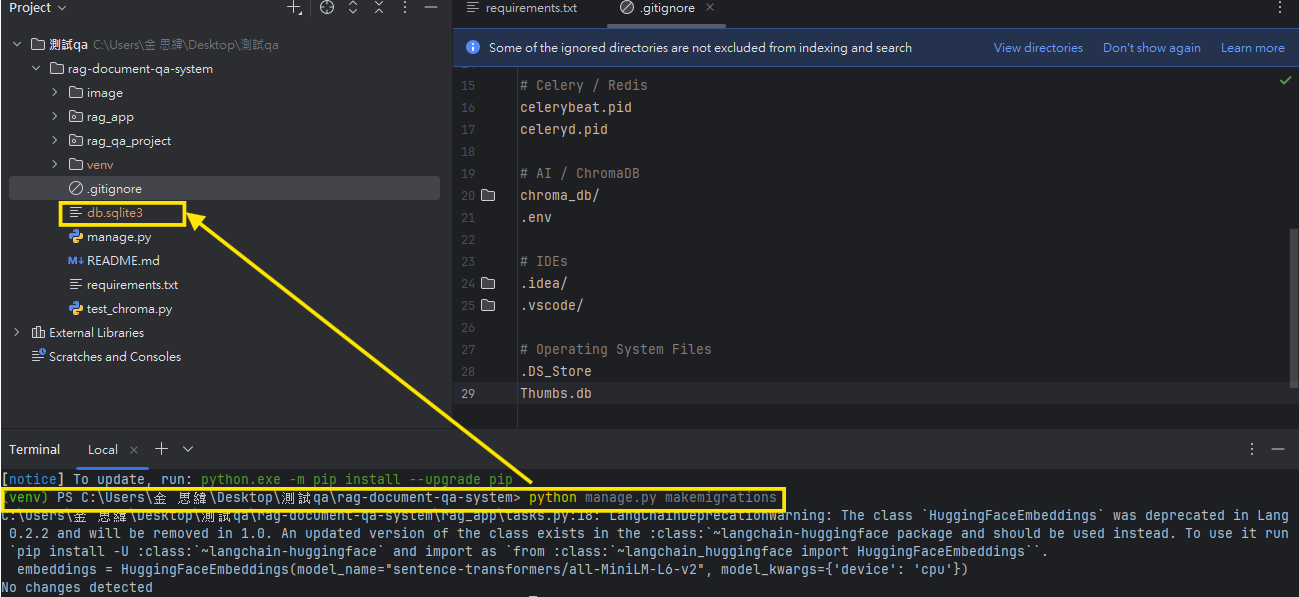 Project
requirements.txt
.gitignore
測試qa C:\Users\金 思緯\Desktop\測試qa
rag-document-qa-system
image
rag_app
rag_qa_project
venv
.gitignore
db.sqlite3
manage.py
M↓ README.md
requirements.txt
test_chroma.py
External Libraries
Scratches and Consoles
Some of the ignored directories are not excluded from indexing and search
View directories
Don't show again
Learn more
15 # Celery / Redis
16 celerybeat.pid
17 celeryd.pid
18
19 # AI / ChromaDB
20 chroma_db/
21 .env
22
23 # IDEs
24 .idea/
25 .vscode/
26
27 # Operating System Files
28 .DS_Store
29 Thumbs.db
Terminal
Local
[notice] To update, run: python.exe -m pip install --upgrade pip
(venv) PS C:\Users\金 思緯\Desktop\測試qa\rag-document-qa-system> python manage.py makemigrations
C:\Users\金 思緯\Desktop\測試qa\rag-document-qa-system\rag_app\tasks.py:18: LangChainDeprecationWarning: The class `HuggingFaceEmbeddings` was deprecated in Lang
0.2.2 and will be removed in 1.0. An updated version of the class exists in the :class:`~langchain-huggingface package and should be used instead. To use it run
`pip install -U :class:`~langchain-huggingface` and import as `from :class:`~langchain_huggingface import HuggingFaceEmbeddings``.
embeddings = HuggingFaceEmbeddings(model_name="sentence-transformers/all-MiniLM-L6-v2", model_kwargs={'device': 'cpu'})
No changes detected